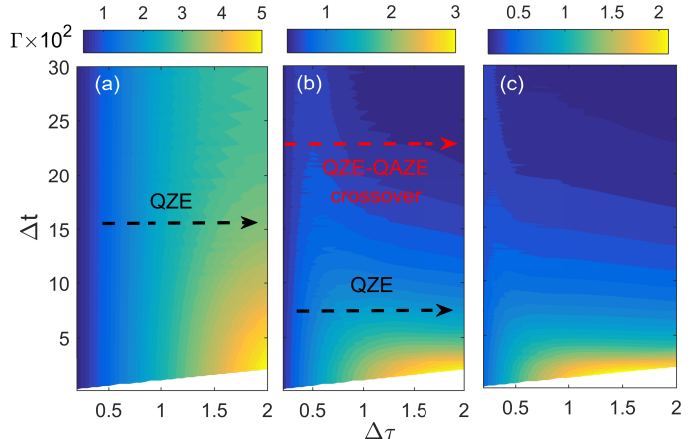 Γ×10²
1 2 3 4 5
1 2 3
0.5 1 1.5 2
(a) (b) (c)
30
25
20
15
10
5
Δt
QZE
QZE-QAZE
crossover
QZE
0.5 1 1.5 2
0.5 1 1.5 2
0.5 1 1.5 2
Δτ